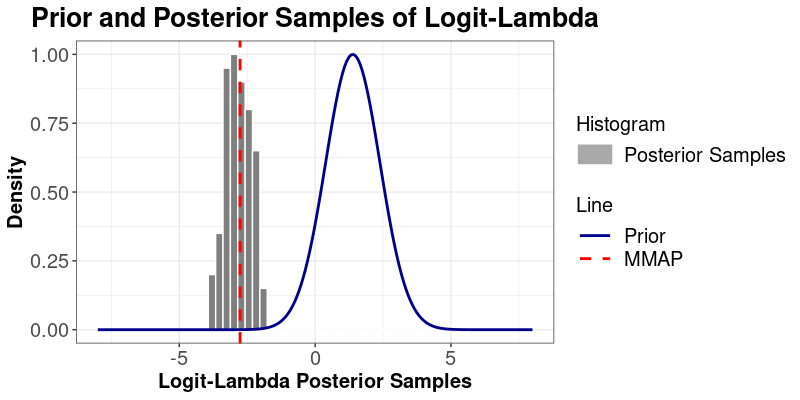 Prior and Posterior Samples of Logit-Lambda
1.00
0.75
0.50
0.25
0.00
Density
-5 0 5
Logit-Lambda Posterior Samples
Histogram
Posterior Samples
Line
Prior
MMAP